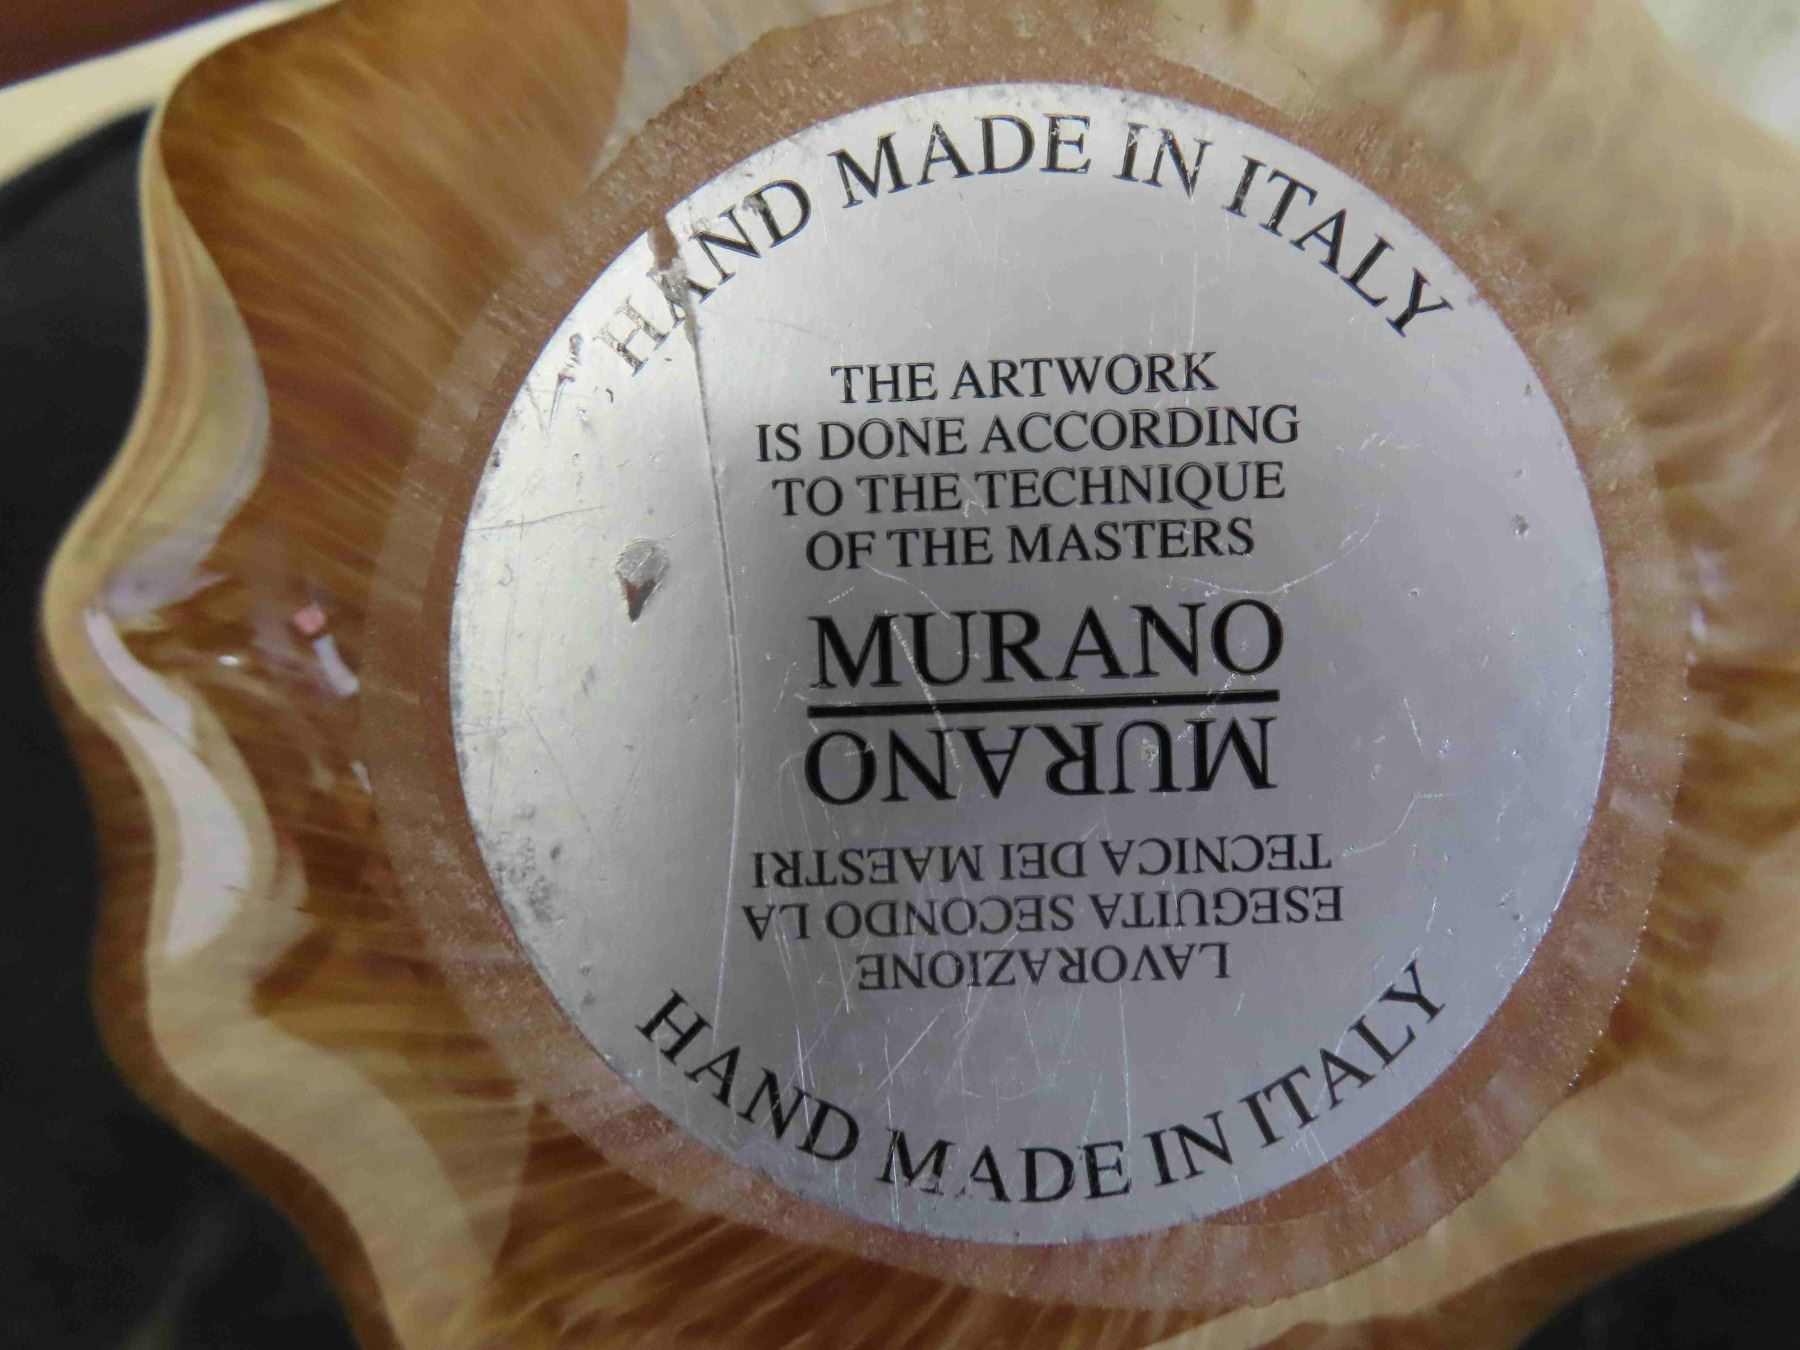 HAND MADE IN ITALY
THE ARTWORK
IS DONE ACCORDING
TO THE TECHNIQUE
OF THE MASTERS
MURANO
MURANO
LAVORAZIONE
ESEGUITA SECONDO LA
TECNICA DEI MAESTRI
HAND MADE IN ITALY